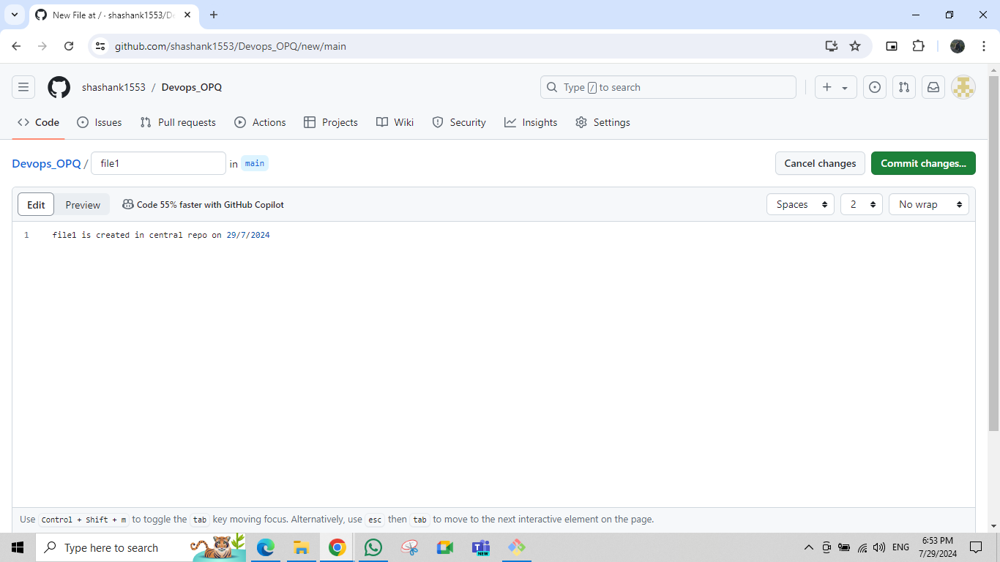 New File at / · shashank1553/De
github.com/shashank1553/Devops_OPQ/new/main
shashank1553 / Devops_OPQ
Type / to search
Code Issues Pull requests Actions Projects Wiki Security Insights Settings
Devops_OPQ / file1 in main Cancel changes Commit changes...
Edit Preview Code 55% faster with GitHub Copilot Spaces 2 No wrap
1 file1 is created in central repo on 29/7/2024
Use Control + Shift + m to toggle the tab key moving focus. Alternatively, use esc then tab to move to the next interactive element on the page.
Type here to search
NEW
ENG
6:53 PM
7/29/2024